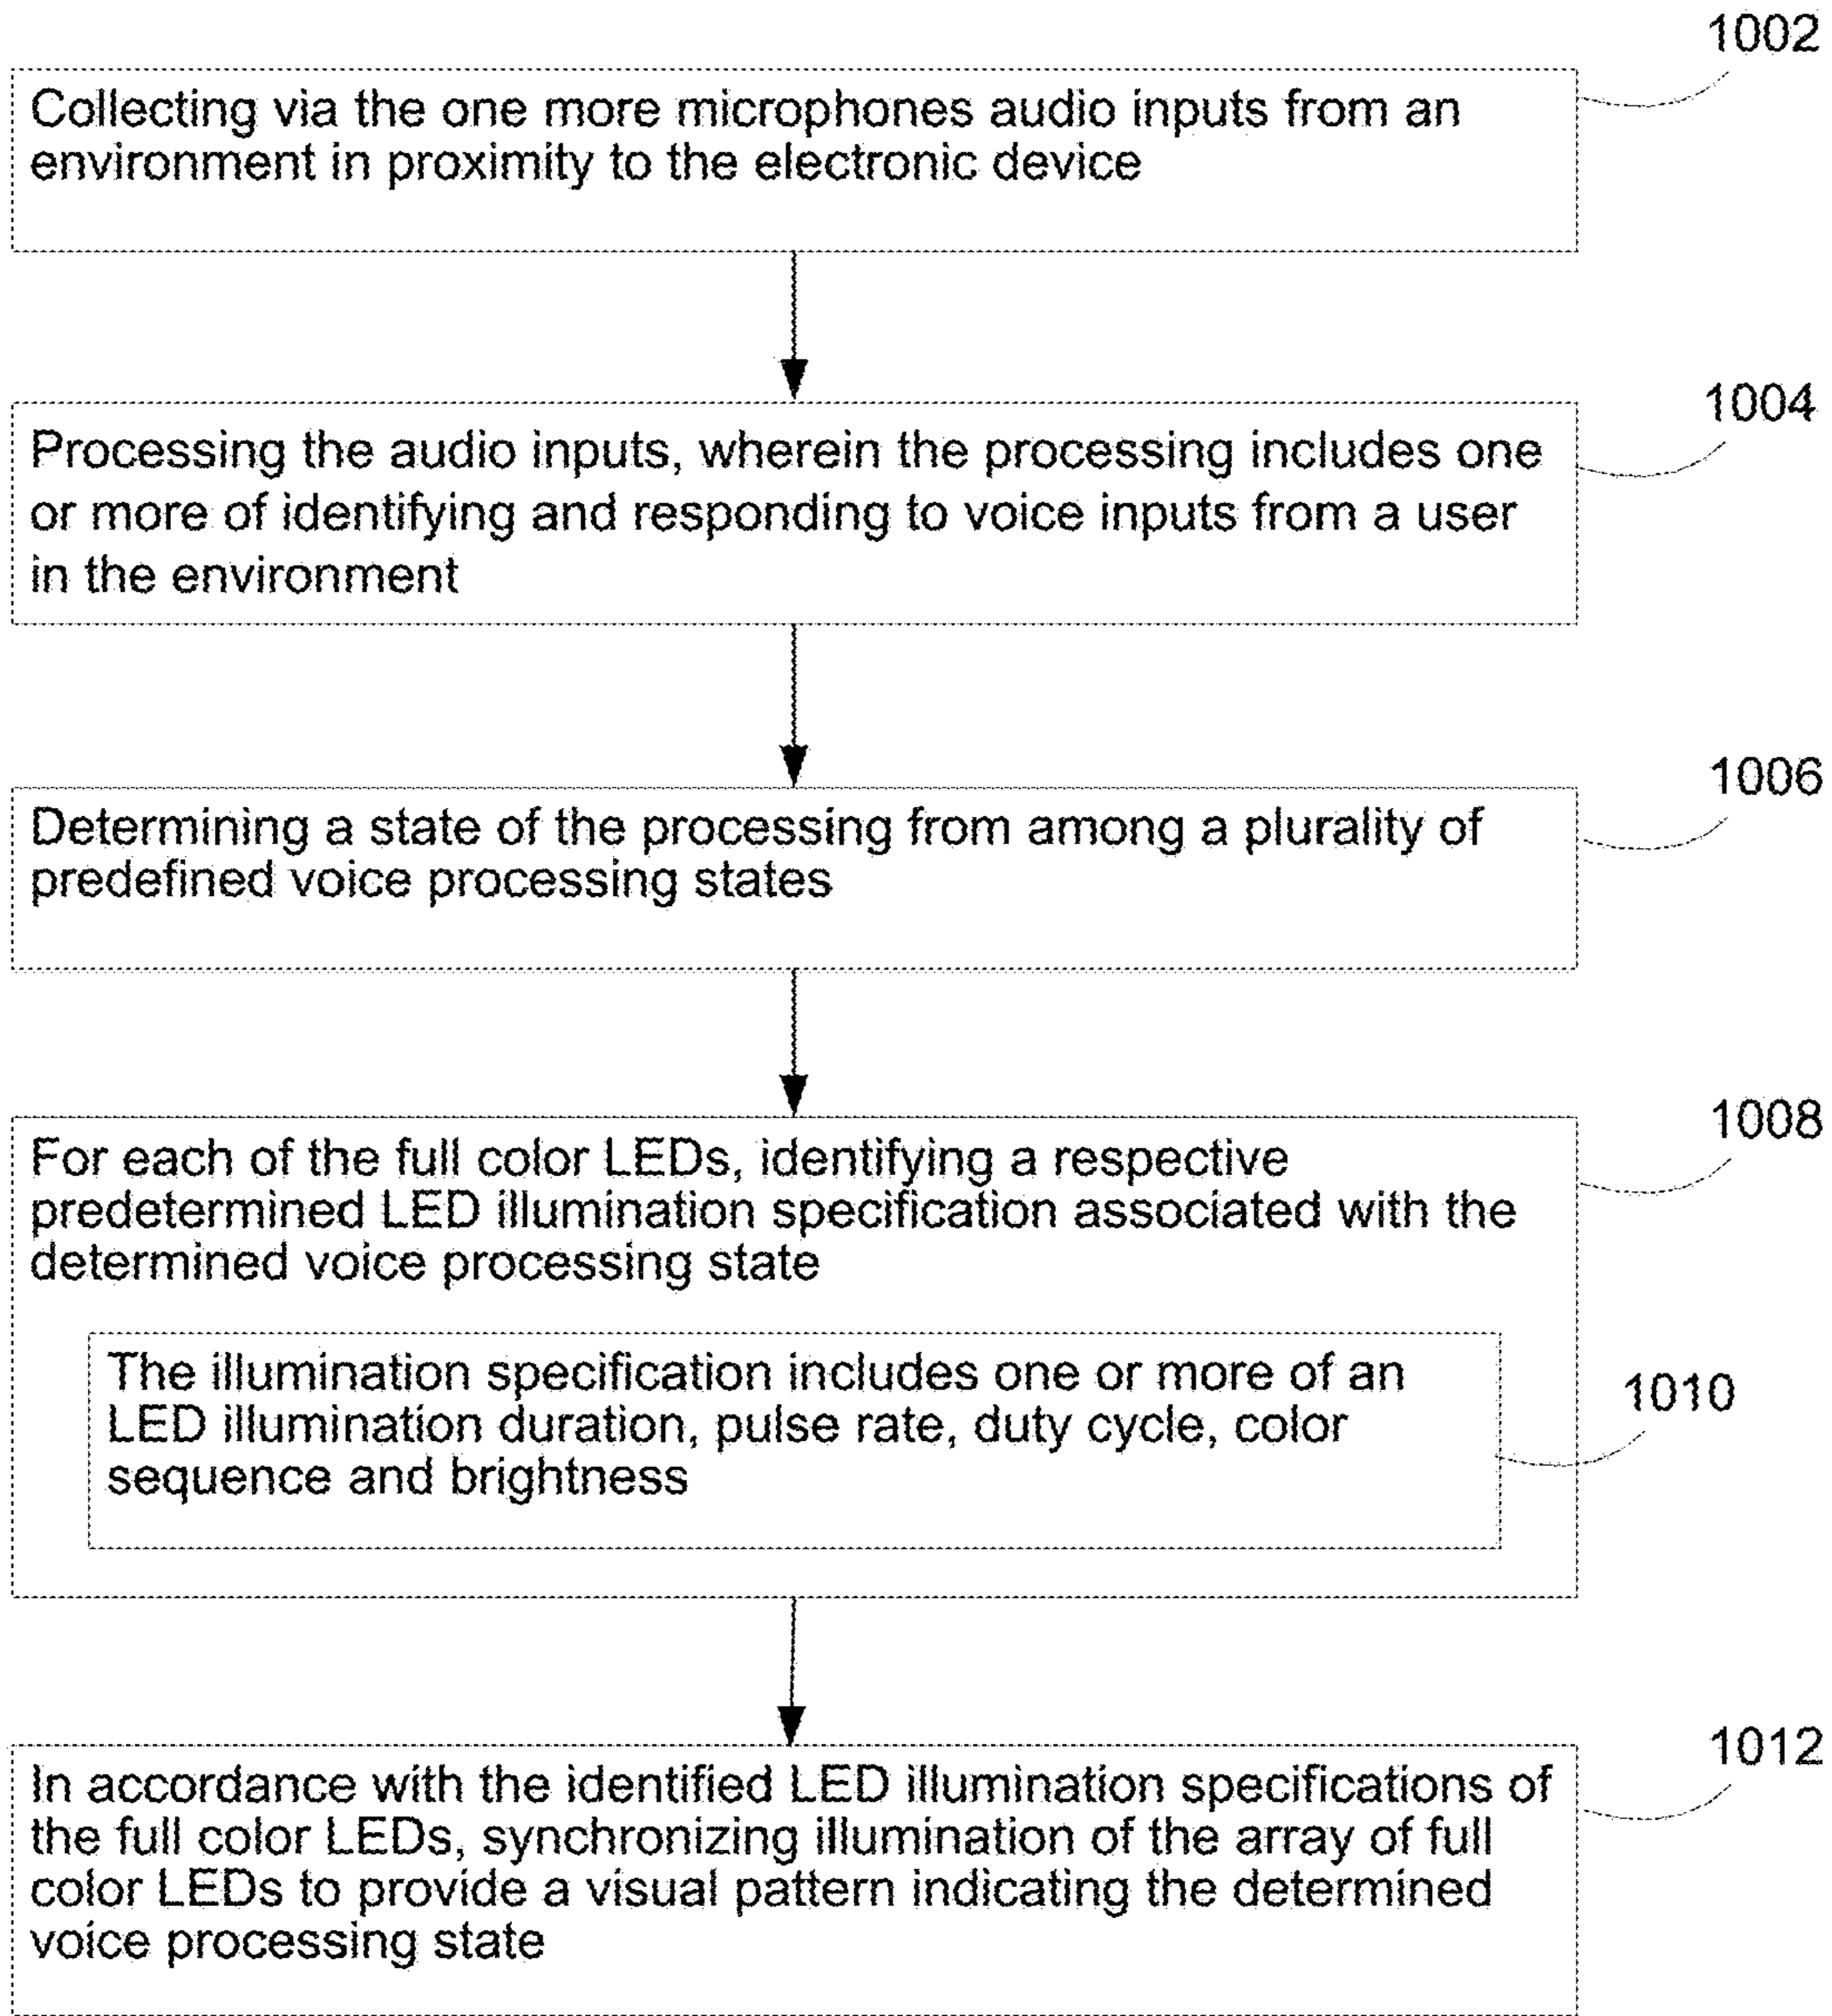 1002
Collecting via the one more microphones audio inputs from an
environment in proximity to the electronic device
1004
Processing the audio inputs, wherein the processing includes one
or more of identifying and responding to voice inputs from a user
in the environment
1006
Determining a state of the processing from among a plurality of
predefined voice processing states
1008
For each of the full color LEDs, identifying a respective
predetermined LED illumination specification associated with the
determined voice processing state
The illumination specification includes one or more of an
LED illumination duration, pulse rate, duty cycle, color
sequence and brightness
1010
1012
In accordance with the identified LED illumination specifications of
the full color LEDs, synchronizing illumination of the array of full
color LEDs to provide a visual pattern indicating the determined
voice processing state